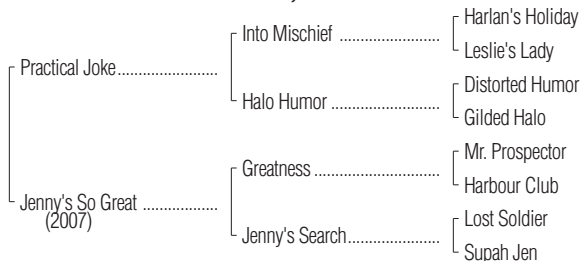 Harlan's Holiday
Into Mischief ....................
Leslie's Lady
Practical Joke.......................
Distorted Humor
Halo Humor ......................
Gilded Halo
Mr. Prospector
Greatness .........................
Harbour Club
Jenny's So Great .................
(2007)
Lost Soldier
Jenny's Search...................
Supah Jen